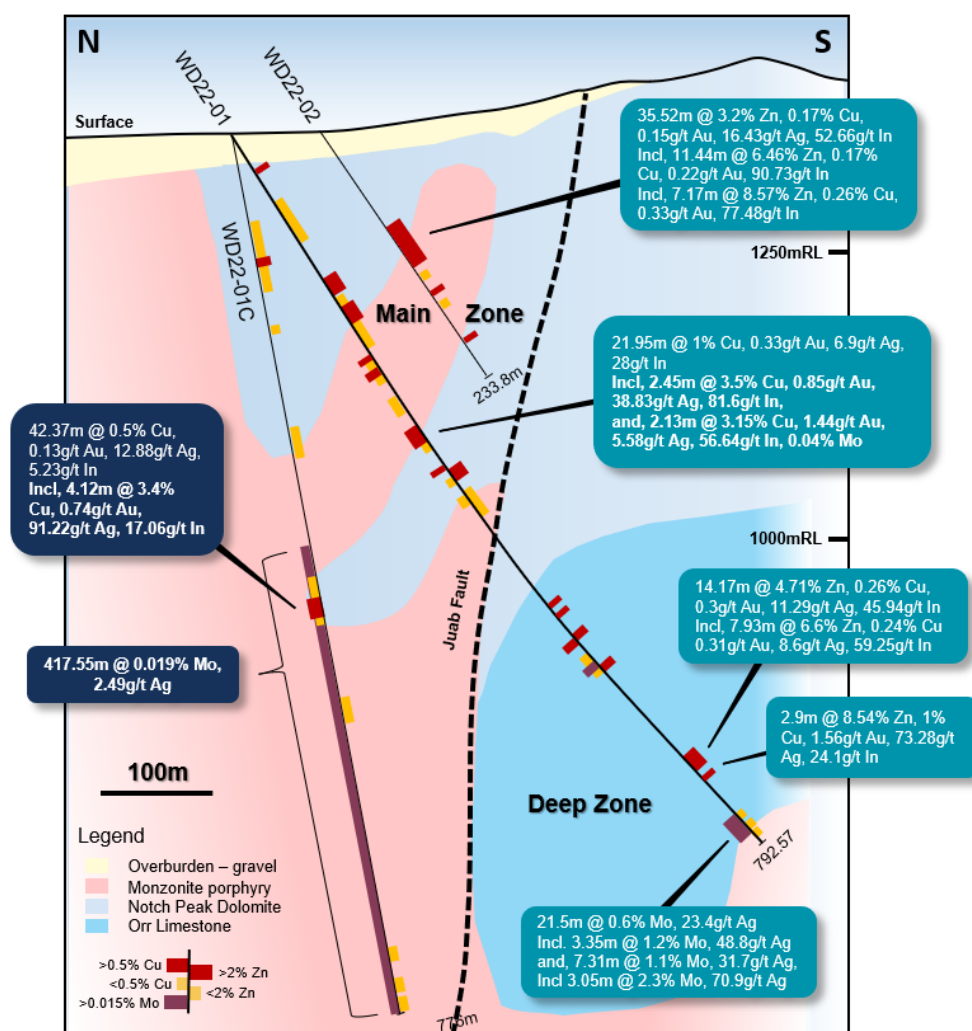 N
S
WD22-01
WD22-02
Surface
35.52m @ 3.2% Zn, 0.17% Cu,
0.15g/t Au, 16.43g/t Ag, 52.66g/t In
Incl, 11.44m @ 6.46% Zn, 0.17%
Cu, 0.22g/t Au, 90.73g/t In
Incl, 7.17m @ 8.57% Zn, 0.26% Cu,
0.33g/t Au, 77.48g/t In
WD22-01C
1250mRL
Main Zone
233.8m
21.95m @ 1% Cu, 0.33g/t Au, 6.9g/t Ag,
28g/t In
Incl, 2.45m @ 3.5% Cu, 0.85g/t Au,
38.83g/t Ag, 81.6g/t In,
and, 2.13m @ 3.15% Cu, 1.44g/t Au,
5.58g/t Ag, 56.64g/t In, 0.04% Mo
42.37m @ 0.5% Cu,
0.13g/t Au, 12.88g/t Ag,
5.23g/t In
Incl, 4.12m @ 3.4%
Cu, 0.74g/t Au,
91.22g/t Ag, 17.06g/t In
1000mRL
Juab Fault
14.17m @ 4.71% Zn, 0.26% Cu,
0.3g/t Au, 11.29g/t Ag, 45.94g/t In
Incl, 7.93m @ 6.6% Zn, 0.24% Cu
0.31g/t Au, 8.6g/t Ag, 59.25g/t In
417.55m @ 0.019% Mo,
2.49g/t Ag
2.9m @ 8.54% Zn, 1%
Cu, 1.56g/t Au, 73.28g/t
Ag, 24.1g/t In
100m
Deep Zone
792.57
Legend
Overburden – gravel
Monzonite porphyry
Notch Peak Dolomite
Orr Limestone
>0.5% Cu
>2% Zn
<0.5% Cu
<2% Zn
>0.015% Mo
21.5m @ 0.6% Mo, 23.4g/t Ag
Incl. 3.35m @ 1.2% Mo, 48.8g/t Ag
and, 7.31m @ 1.1% Mo, 31.7g/t Ag,
Incl 3.05m @ 2.3% Mo, 70.9g/t Ag